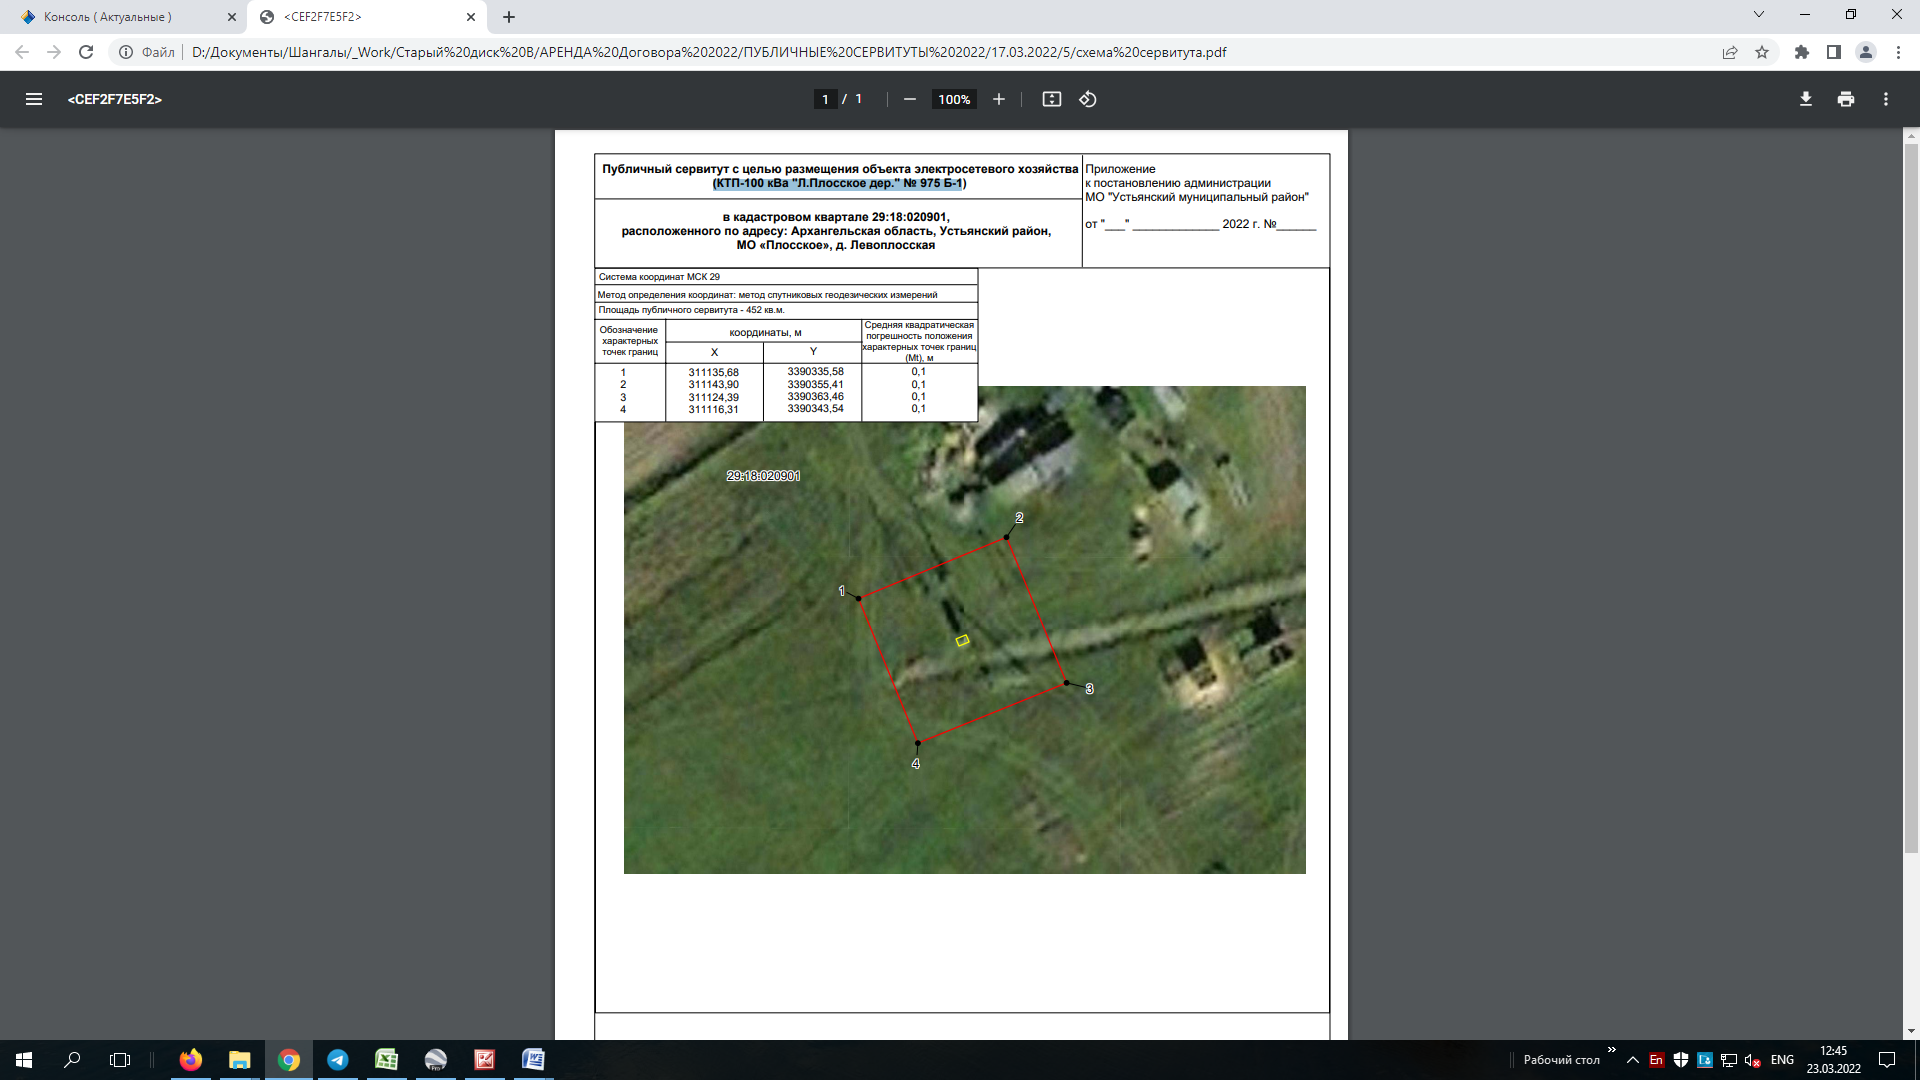 Консоль ( Актуальные )
<CEF2F7E5F2>
Файл
D:/Документы/Шангалы/_Work/Старый%20диск%20В/АРЕНДА%20Договора%202022/ПУБЛИЧНЫЕ%20СЕРВИТУТЫ%202022/17.03.2022/5/схема%20сервитута.pdf
<CEF2F7E5F2>
1 / 1
100%
Публичный сервитут с целью размещения объекта электросетевого хозяйства
(КТП-100 кВа "Л.Плосское дер." № 975 Б-1)
в кадастровом квартале 29:18:020901,
расположенного по адресу: Архангельская область, Устьянский район,
МО «Плосское», д. Левоплосская
Приложение
к постановлению администрации
МО "Устьянский муниципальный район"
от "___" _____________ 2022 г. №______
Система координат МСК 29
Метод определения координат: метод спутниковых геодезических измерений
Площадь публичного сервитута - 452 кв.м.
Обозначение
характерных
точек границ
координаты, м
X
Y
Средняя квадратическая
погрешность положения
характерных точек границ
(Mt), м
1 311135,68 3390335,58 0,1
2 311143,90 3390355,41 0,1
3 311124,39 3390363,46 0,1
4 311116,31 3390343,54 0,1
29:18:020901
2
1
3
4
Рабочий стол
En
ENG
12:45
23.03.2022